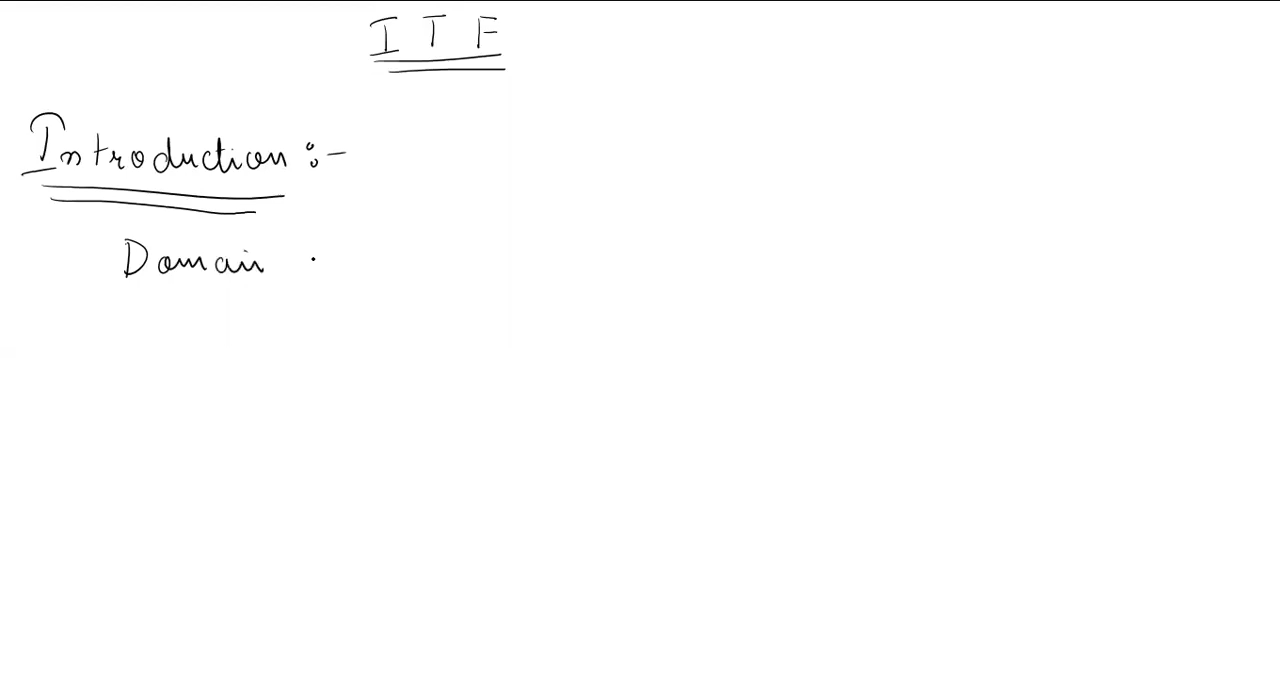 I T F
Introduction :-
Domain .